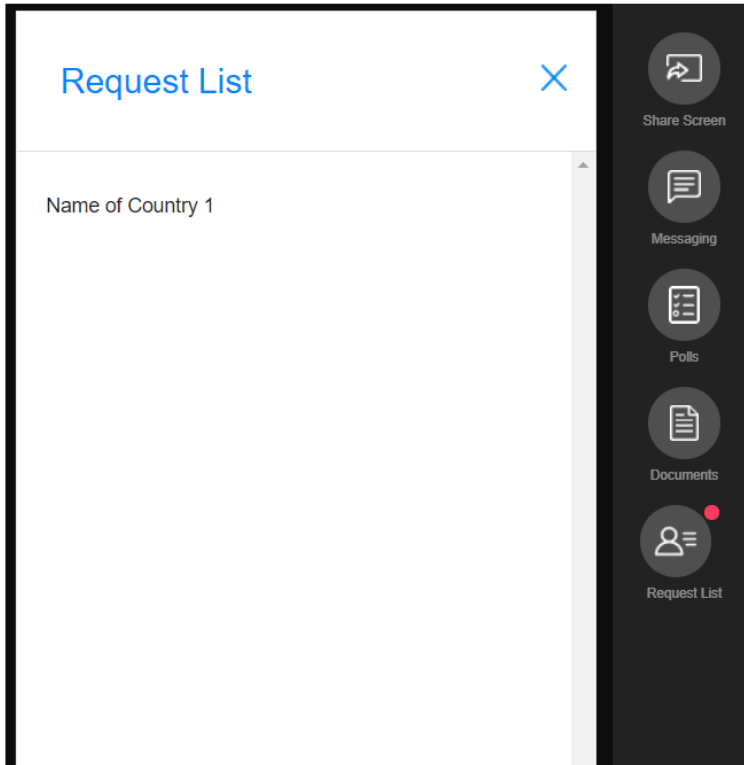 Request List
Name of Country 1
Share Screen
Messaging
Polls
Documents
Request List